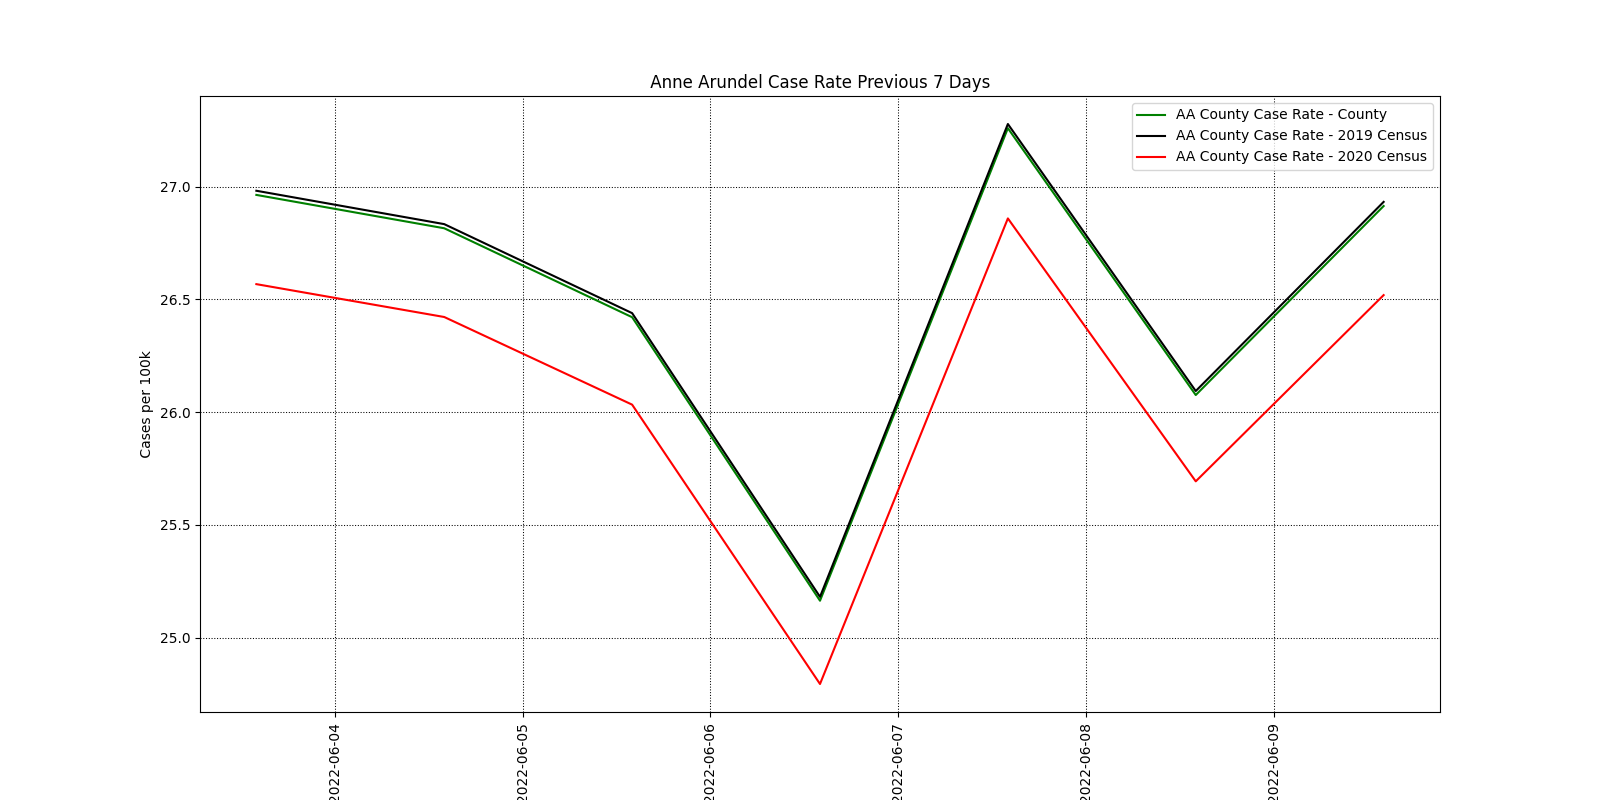 Anne Arundel Case Rate Previous 7 Days
AA County Case Rate - County
AA County Case Rate - 2019 Census
AA County Case Rate - 2020 Census
Cases per 100k
27.0
26.5
26.0
25.5
25.0
2022-06-04
2022-06-05
2022-06-06
2022-06-07
2022-06-08
2022-06-09